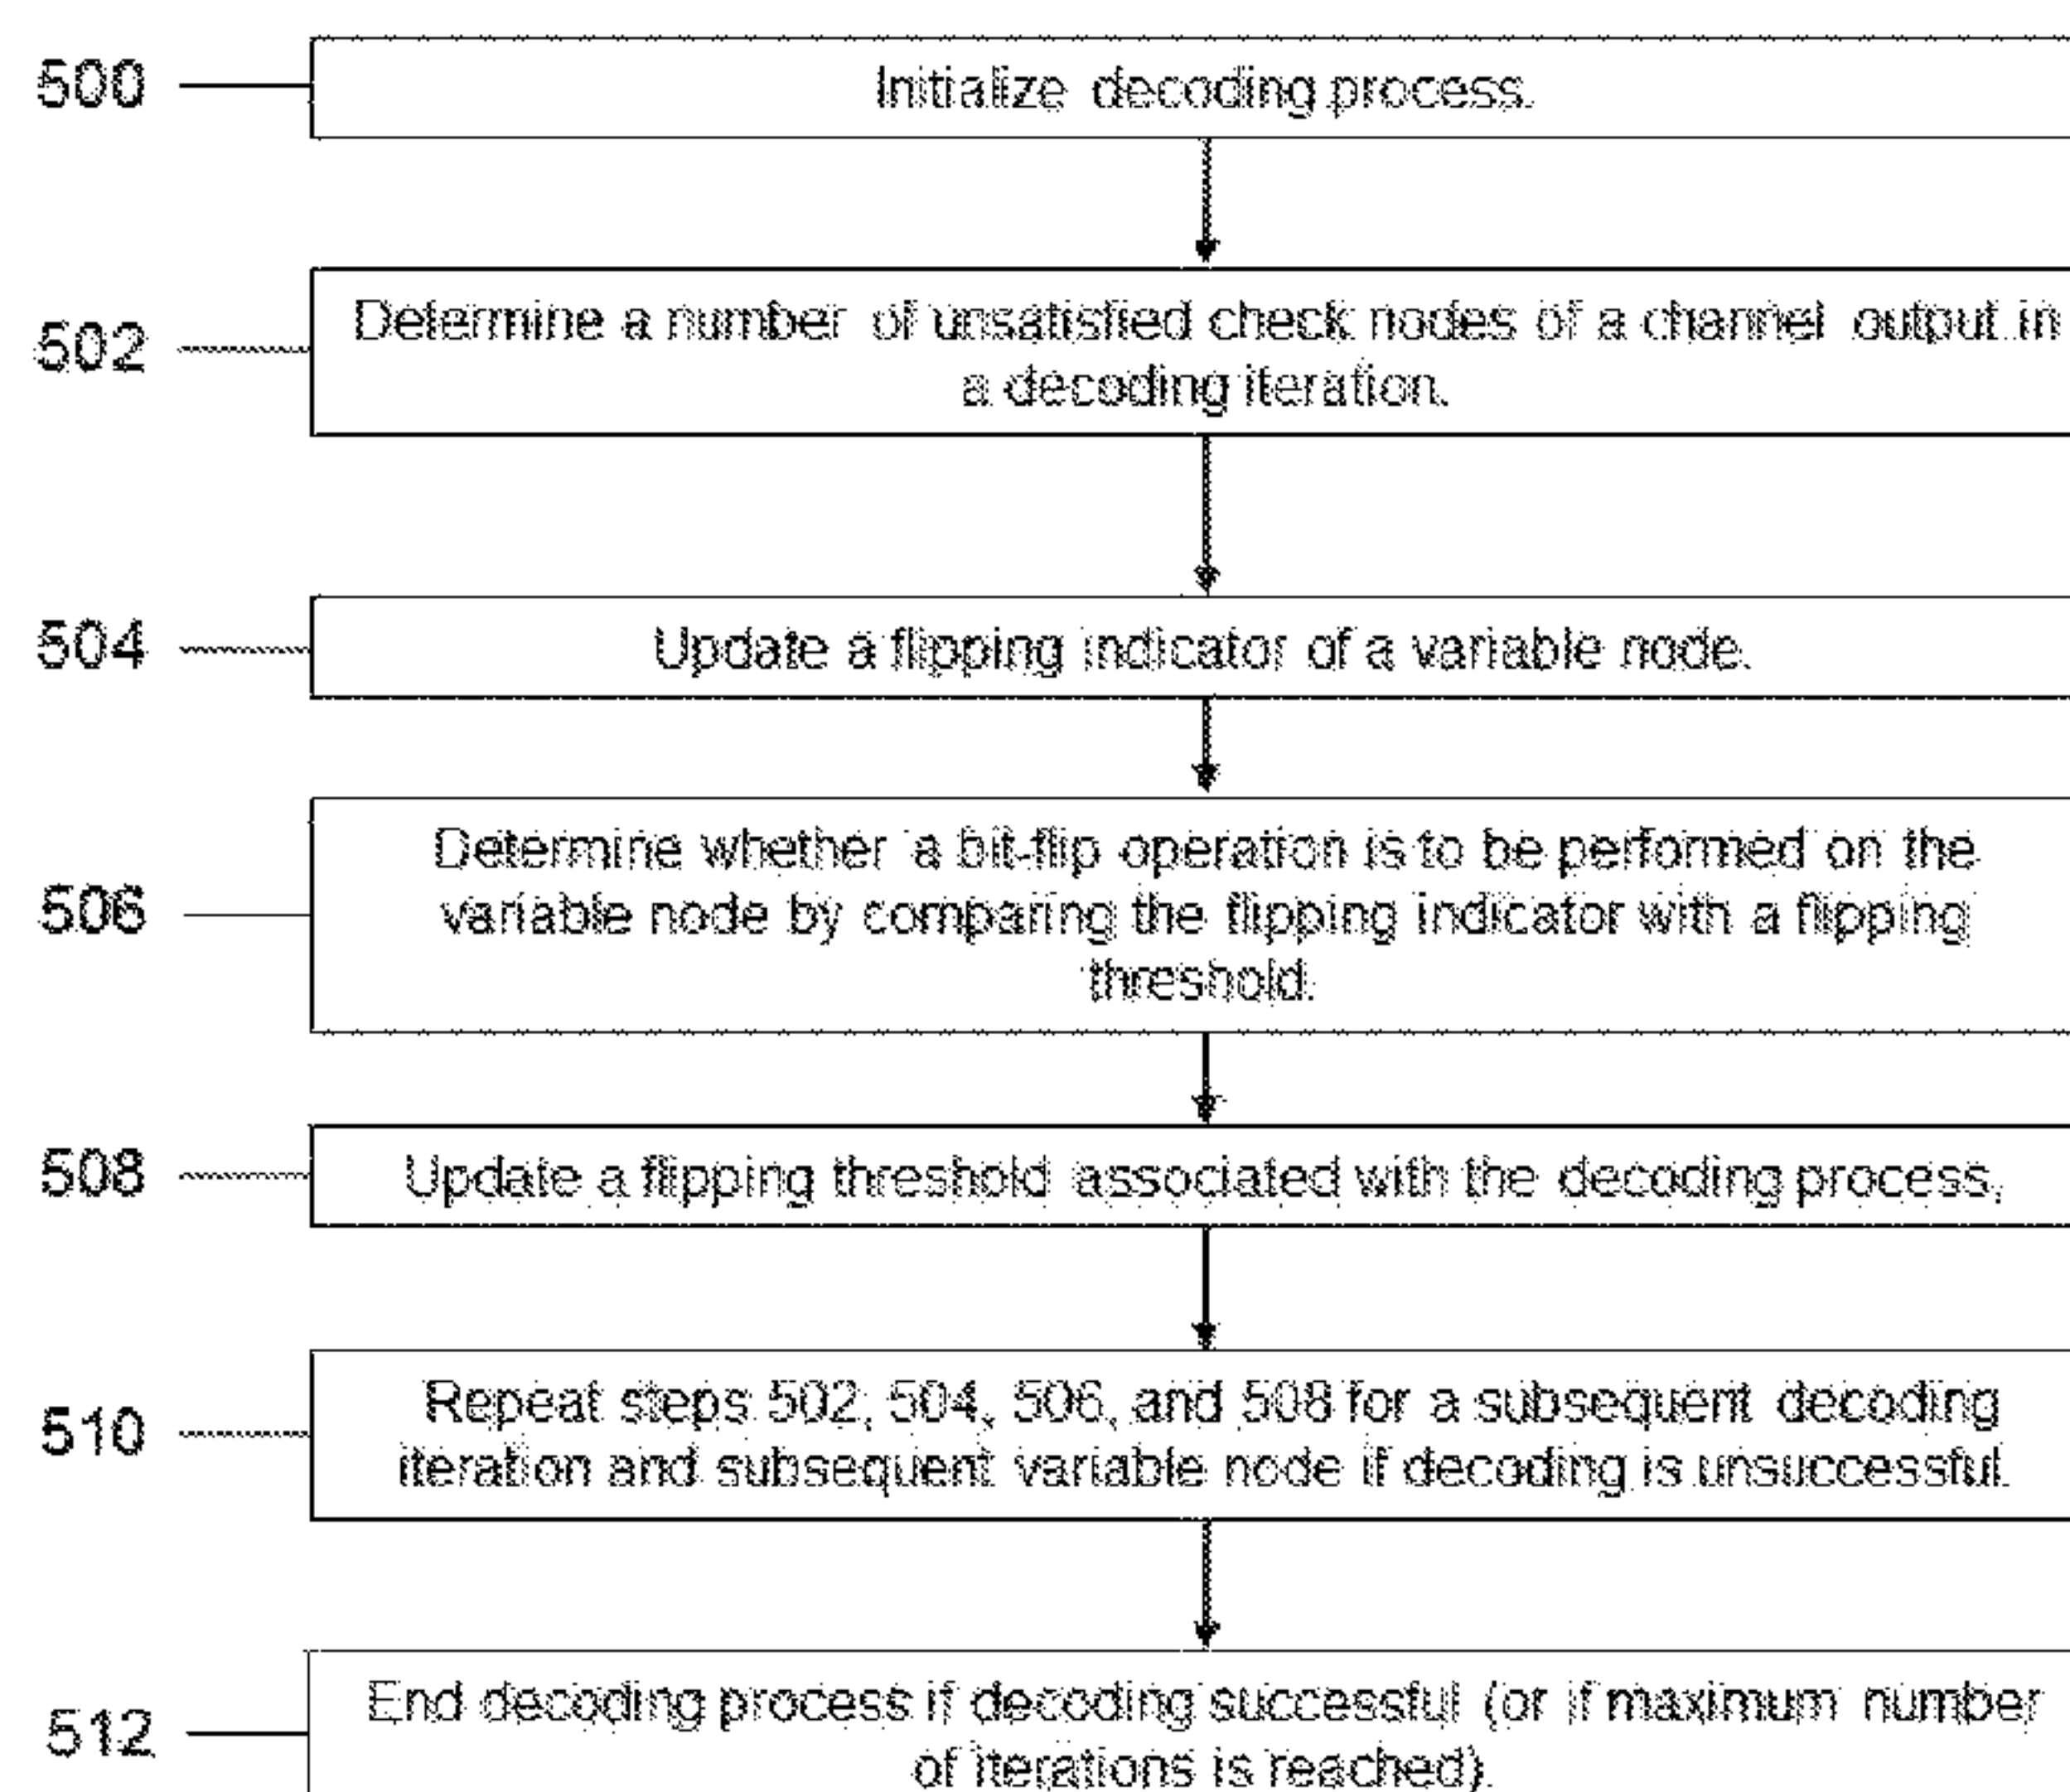 500
Initialize decoding process.
502
Determine a number of unsatisfied check nodes of a channel output in
a decoding iteration.
504
Update a flipping indicator of a variable node.
506
Determine whether a bit-flip operation is to be performed on the
variable node by comparing the flipping indicator with a flipping
threshold.
508
Update a flipping threshold associated with the decoding process.
510
Repeat steps 502, 504, 506, and 508 for a subsequent decoding
iteration and subsequent variable node if decoding is unsuccessful.
512
End decoding process if decoding successful (or if maximum number
of iterations is reached).